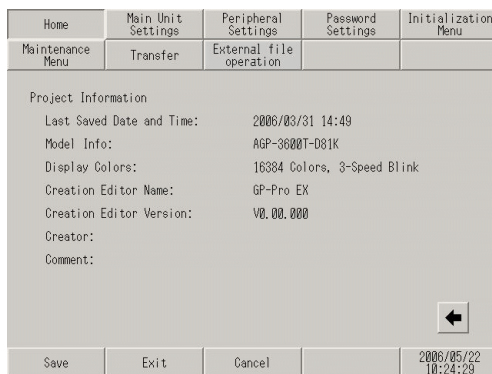 Home
Main Unit
Settings
Peripheral
Settings
Password
Settings
Initialization
Menu
Maintenance
Menu
Transfer
External file
operation
Project Information
Last Saved Date and Time: 2006/03/31 14:49
Model Info: AGP-3600T-D81K
Display Colors: 16384 Colors, 3-Speed Blink
Creation Editor Name: GP-Pro EX
Creation Editor Version: V0.00.000
Creator:
Comment:
Save
Exit
Cancel
2006/05/22
10:24:29